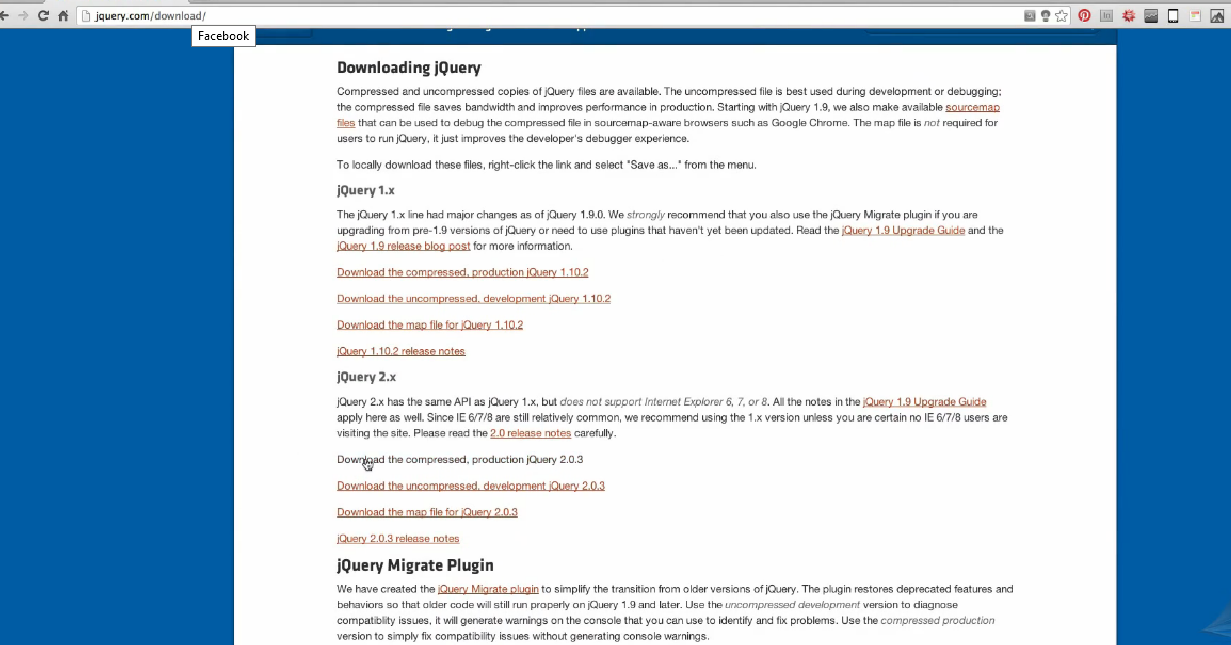 jquery.com/download/
Facebook
Downloading jQuery
Compressed and uncompressed copies of jQuery files are available. The uncompressed file is best used during development or debugging;
the compressed file saves bandwidth and improves performance in production. Starting with jQuery 1.9, we also make available sourcemap
files that can be used to debug the compressed file in sourcemap-aware browsers such as Google Chrome. The map file is not required for
users to run jQuery, it just improves the developer's debugger experience.
To locally download these files, right-click the link and select "Save as..." from the menu.
jQuery 1.x
The jQuery 1.x line had major changes as of jQuery 1.9.0. We strongly recommend that you also use the jQuery Migrate plugin if you are
upgrading from pre-1.9 versions of jQuery or need to use plugins that haven't yet been updated. Read the jQuery 1.9 Upgrade Guide and the
jQuery 1.9 release blog post for more information.
Download the compressed, production jQuery 1.10.2
Download the uncompressed, development jQuery 1.10.2
Download the map file for jQuery 1.10.2
jQuery 1.10.2 release notes
jQuery 2.x
jQuery 2.x has the same API as jQuery 1.x, but does not support Internet Explorer 6, 7, or 8. All the notes in the jQuery 1.9 Upgrade Guide
apply here as well. Since IE 6/7/8 are still relatively common, we recommend using the 1.x version unless you are certain no IE 6/7/8 users are
visiting the site. Please read the 2.0 release notes carefully.
Download the compressed, production jQuery 2.0.3
Download the uncompressed, development jQuery 2.0.3
Download the map file for jQuery 2.0.3
jQuery 2.0.3 release notes
jQuery Migrate Plugin
We have created the jQuery Migrate plugin to simplify the transition from older versions of jQuery. The plugin restores deprecated features and
behaviors so that older code will still run properly on jQuery 1.9 and later. Use the uncompressed development version to diagnose
compatiblity issues, it will generate warnings on the console that you can use to identify and fix problems. Use the compressed production
version to simply fix compatibility issues without generating console warnings.